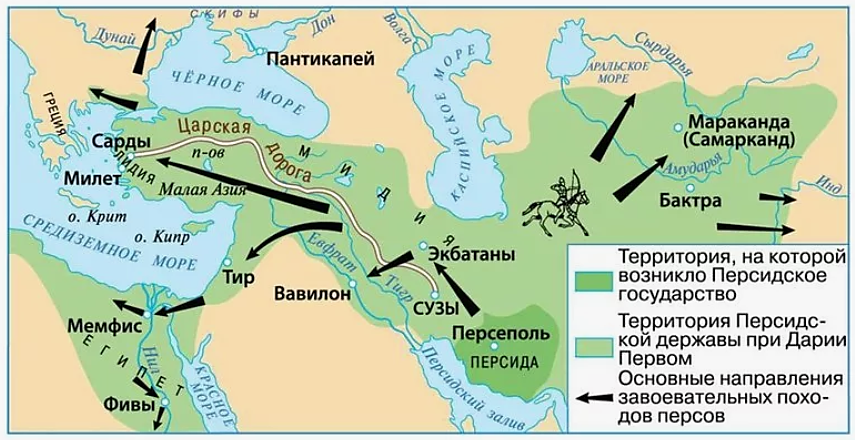 СКИФЫ
Дунай
Дон
Волга
Пантикапей
ЧЁРНОЕ МОРЕ
КАСПИЙСКОЕ МОРЕ
АРАЛЬСКОЕ
МОРЕ
Сырдарья
Мараканда
(Самарканд)
Амударья
Бактра
Инд
ГРЕЦИЯ
Сарды
ЛИДИЯ
Милет
Царская
дорога
п-ов
Малая Азия
МИДИЯ
о. Крит
о. Кипр
СРЕДИЗЕМНОЕ МОРЕ
Тир
Евфрат
Тигр
Вавилон
Экбатаны
СУЗЫ
Персеполь
ПЕРСИДА
Персидский залив
Мемфис
ЕГИПЕТ
Нил
Фивы
КРАСНОЕ
МОРЕ
Территория, на которой
возникло Персидское
государство
Территория Персидс-
кой державы при Дарии
Первом
Основные направления
завоевательных похо-
дов персов